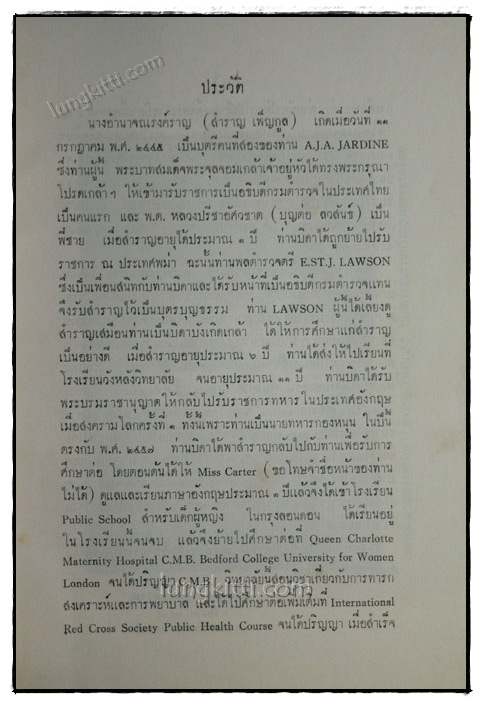 ประวัติ
นางอำนาจณรงค์ราญ (สำราญ เพ็ญกูล) เกิดเมื่อวันที่ ๑๑
กรกฎาคม พ.ศ. ๒๔๔๕ เป็นบุตรีคนที่สองของท่าน A.J.A. JARDINE
ซึ่งท่านผู้นี้ พระบาทสมเด็จพระจุลจอมเกล้าเจ้าอยู่หัวได้ทรงพระกรุณา
โปรดเกล้าฯ ให้เข้ามารับราชการเป็นอธิบดีกรมตำรวจในประเทศไทย
เป็นคนแรก และ พ.ต. หลวงปรีชาอัศวชาต (บุญต่อ ลวลันธ์) เป็น
พี่ชาย เมื่อสำราญอายุได้ประมาณ ๑ ปี ท่านบิดาได้ถูกย้ายไปรับ
ราชการ ณ ประเทศพม่า ฉะนั้นท่านพลตำรวจตรี E.ST.J. LAWSON
ซึ่งเป็นเพื่อนสนิทกับท่านบิดาและได้รับหน้าที่เป็นอธิบดีกรมตำรวจแทน
จึงรับสำราญไว้เป็นบุตรบุญธรรม ท่าน LAWSON ผู้นี้ได้เลี้ยงดู
สำราญเสมือนท่านเป็นบิดาบังเกิดเกล้า ได้ให้การศึกษาแก่สำราญ
เป็นอย่างดี เมื่อสำราญอายุประมาณ ๖ ปี ท่านได้ส่งให้ไปเรียนที่
โรงเรียนวังหลังวิทยาลัย จนอายุประมาณ ๑๑ ปี ท่านบิดาได้รับ
พระบรมราชานุญาตให้กลับไปรับราชการทหารในประเทศอังกฤษ
เมื่อสงครามโลกครั้งที่ ๑ ทั้งนี้เพราะท่านเป็นนายทหารกองหนุน ในปีนี้
ตรงกับ พ.ศ. ๒๔๕๗ ท่านบิดาได้พาสำราญกลับไปกับท่านเพื่อรับการ
ศึกษาต่อ โดยตอนต้นได้ให้ Miss Carter (ขอโทษจำชื่อหน้าของท่าน
ไม่ได้) ดูแลและเรียนภาษาอังกฤษประมาณ ๑ ปีแล้วจึงได้เข้าโรงเรียน
Public School สำหรับเด็กผู้หญิง ในกรุงลอนดอน ได้เรียนอยู่
ในโรงเรียนนี้จนจบ แล้วจึงย้ายไปศึกษาต่อที่ Queen Charlotte
Maternity Hospital C.M.B. Bedford College University for Women
London จนได้ปริญญา C.M.B. วิทยาลัยนี้สอนวิชาเกี่ยวกับการทารก
สงเคราะห์และการพยาบาล และได้ไปศึกษาต่อเพิ่มเติมที่ International
Red Cross Society Public Health Course จนได้ปริญญา เมื่อสำเร็จ
lungkitti.com
lungkitti.com